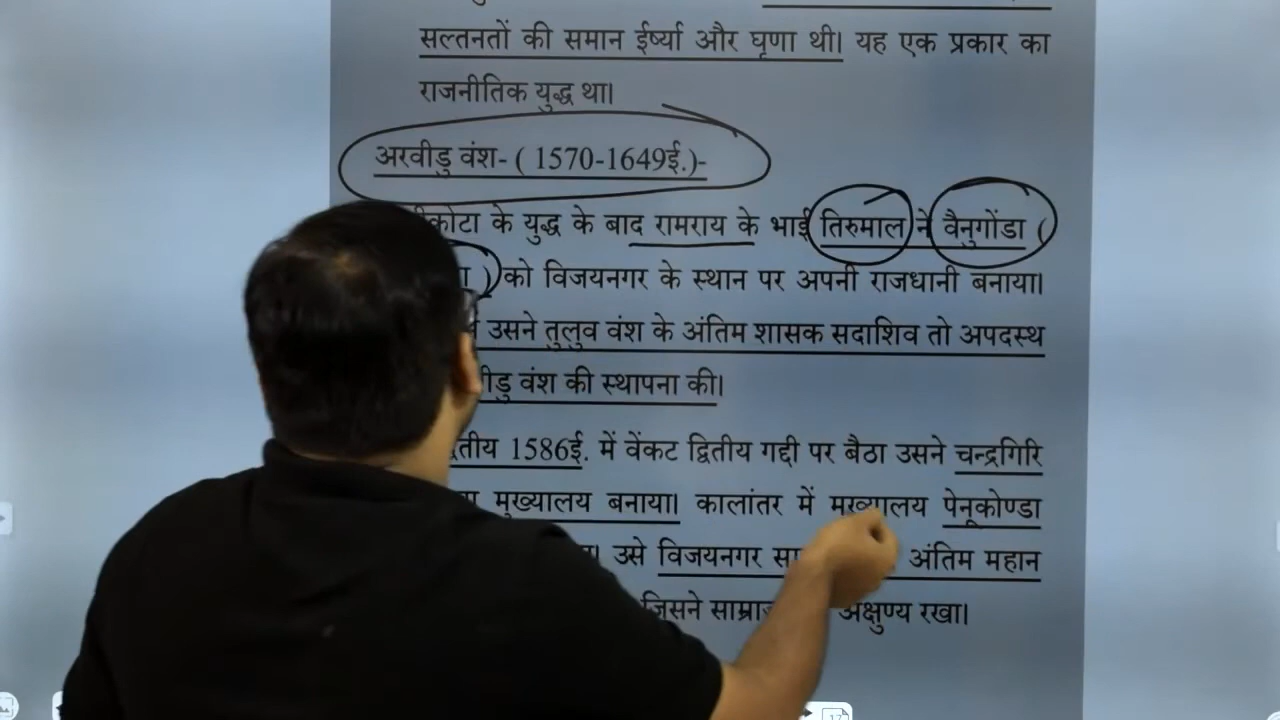 सल्तनतों की समान ईर्ष्या और घृणा थी। यह एक प्रकार का
राजनीतिक युद्ध था।
अरवीडु वंश- ( 1570-1649ई.)-
के युद्ध के बाद रामराय के भाई तिरुमाल ने वैनुगोंडा (
) को विजयनगर के स्थान पर अपनी राजधानी बनाया।
उसने तुलुव वंश के अंतिम शासक सदाशिव तो अपदस्थ
वंश की स्थापना की।
1586ई. में वेंकट द्वितीय गद्दी पर बैठा उसने चन्द्रगिरि
मुख्यालय बनाया। कालांतर में मुख्यालय पेनूकोण्डा
उसे विजयनगर अंतिम महान
जिसने अक्षुण्य रखा।